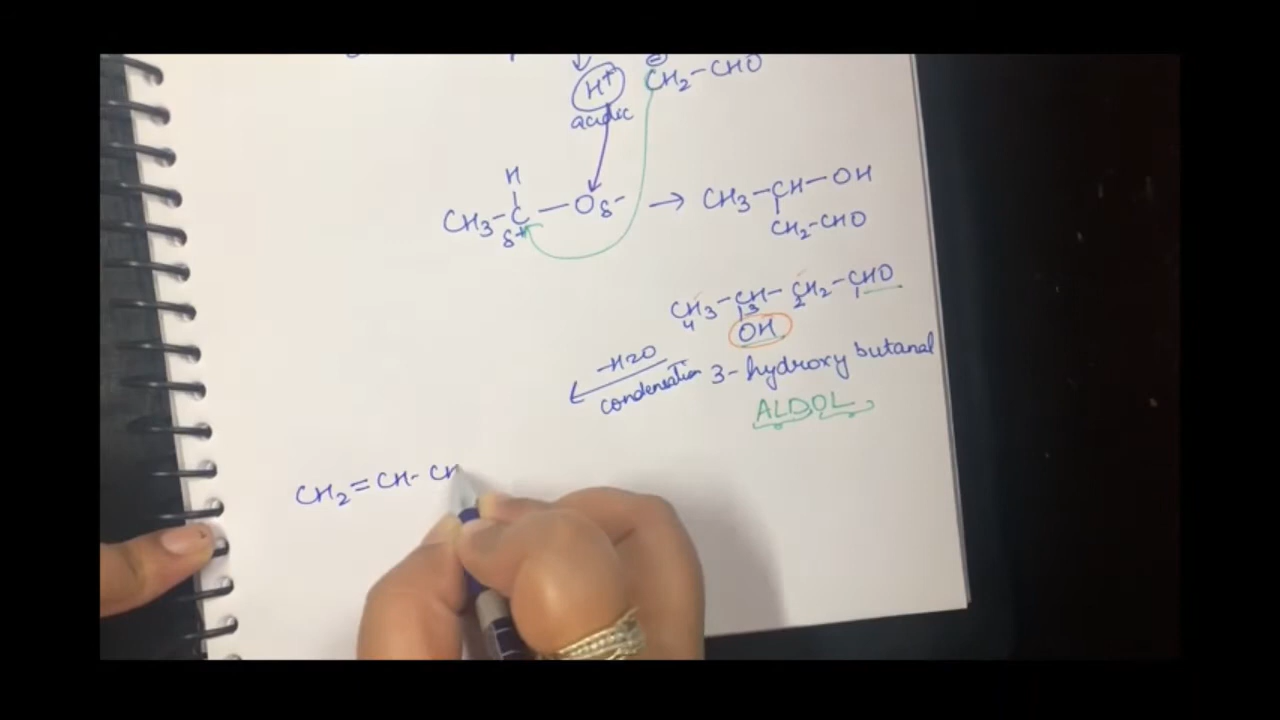 H+ ⊖CH2-CHO
acidic
H
CH3-C-Oδ- → CH3-CH-OH
δ+ CH2-CHO
CH3-CH-CH2-CHO
4 3 2 1
OH
-H2O
condensation 3-hydroxy butanal
ALDOL
CH2=CH-CH